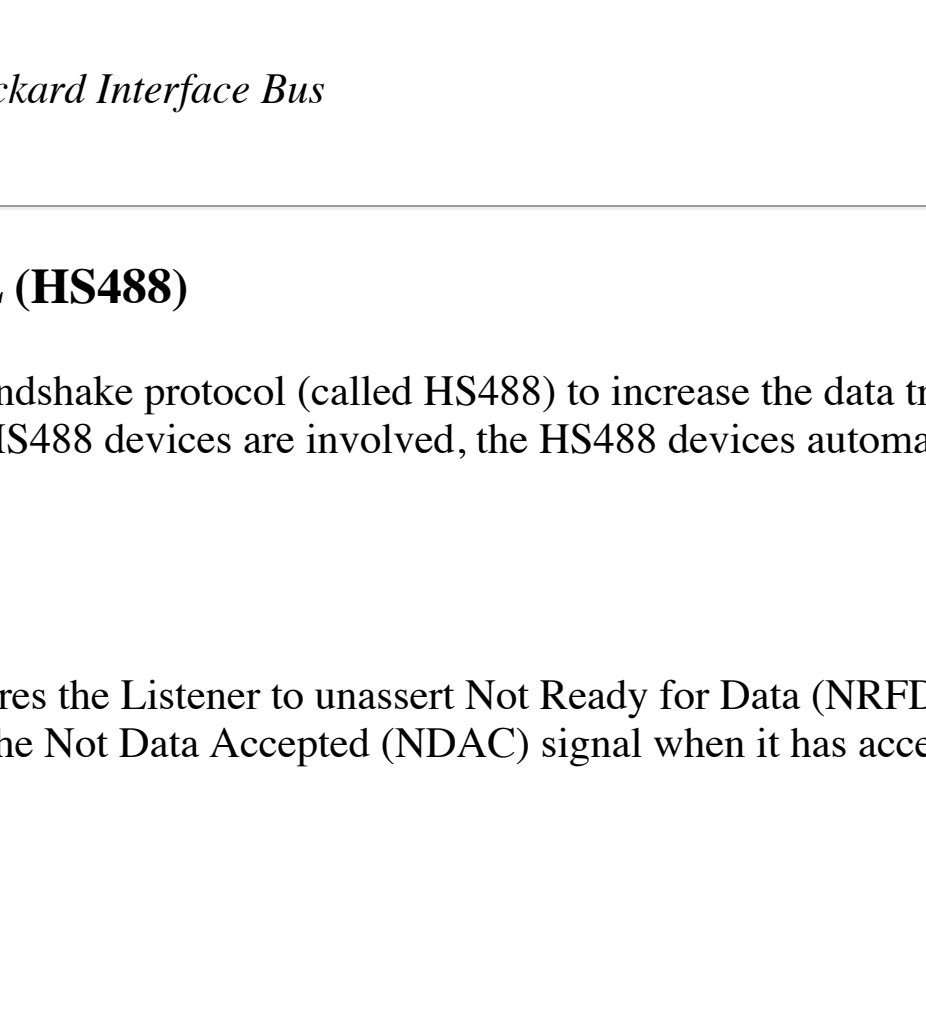 ckard Interface Bus
(HS488)
ndshake protocol (called HS488) to increase the data tr
HS488 devices are involved, the HS488 devices automa
res the Listener to unassert Not Ready for Data (NRFD
he Not Data Accepted (NDAC) signal when it has acce